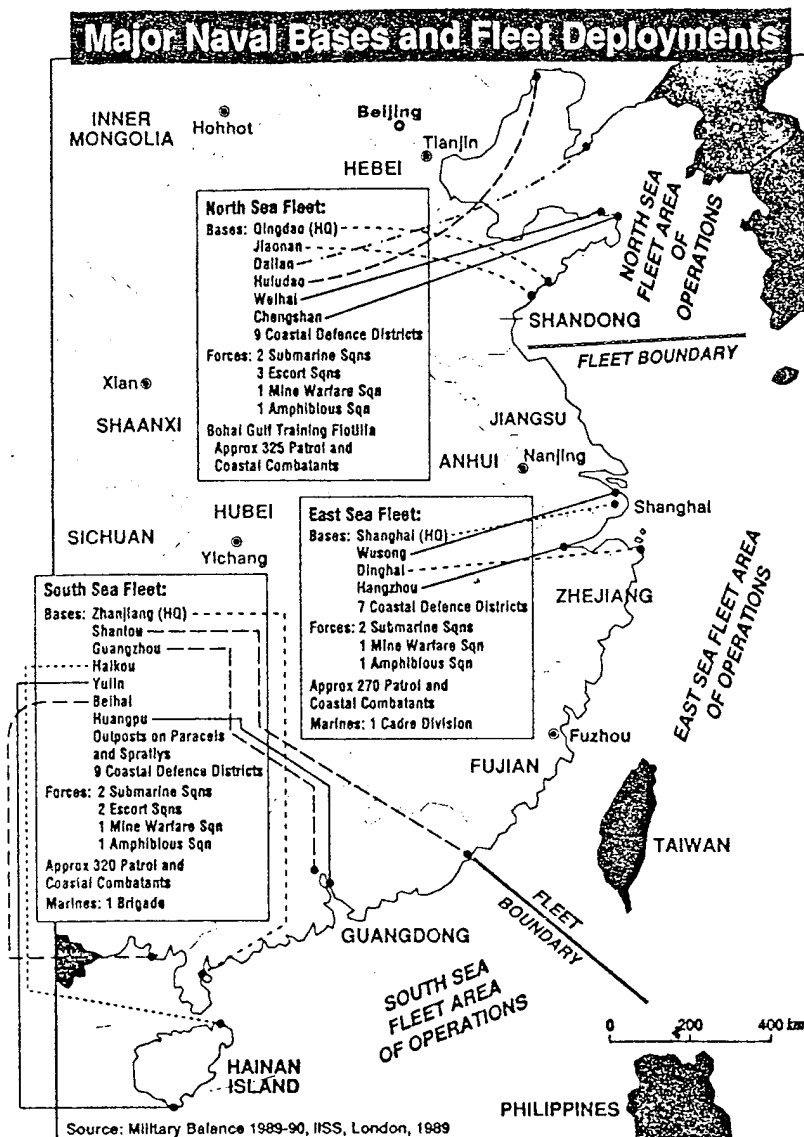 Major Naval Bases and Fleet Deployments
INNER
MONGOLIA
Hohhot
Beijing
Tianjin
HEBEI
North Sea Fleet:
Bases: Qingdao (HQ)
Jiaonan
Dalian
Huludao
Weihai
Chengshan
9 Coastal Defence Districts
Forces: 2 Submarine Sqns
3 Escort Sqns
1 Mine Warfare Sqn
1 Amphibious Sqn
Bohai Gulf Training Flotilla
Approx 325 Patrol and
Coastal Combatants
NORTH SEA
FLEET AREA
OF
OPERATIONS
SHANDONG
FLEET BOUNDARY
Xian
SHAANXI
JIANGSU
ANHUI
Nanjing
HUBEI
SICHUAN
Yichang
Shanghai
East Sea Fleet:
Bases: Shanghai (HQ)
Wusong
Dinghai
Hangzhou
7 Coastal Defence Districts
Forces: 2 Submarine Sqns
1 Mine Warfare Sqn
1 Amphibious Sqn
Approx 270 Patrol and
Coastal Combatants
Marines: 1 Cadre Division
ZHEJIANG
EAST SEA FLEET AREA
OF OPERATIONS
South Sea Fleet:
Bases: Zhanjiang (HQ)
Shantou
Guangzhou
Haikou
Yulin
Beihai
Huangpu
Outposts on Paracels
and Spratlys
9 Coastal Defence Districts
Forces: 2 Submarine Sqns
2 Escort Sqns
1 Mine Warfare Sqn
1 Amphibious Sqn
Approx 320 Patrol and
Coastal Combatants
Marines: 1 Brigade
Fuzhou
FUJIAN
TAIWAN
FLEET
BOUNDARY
GUANGDONG
SOUTH SEA
FLEET AREA
OF OPERATIONS
0 200 400 km
HAINAN
ISLAND
PHILIPPINES
Source: Military Balance 1989-90, IISS, London, 1989